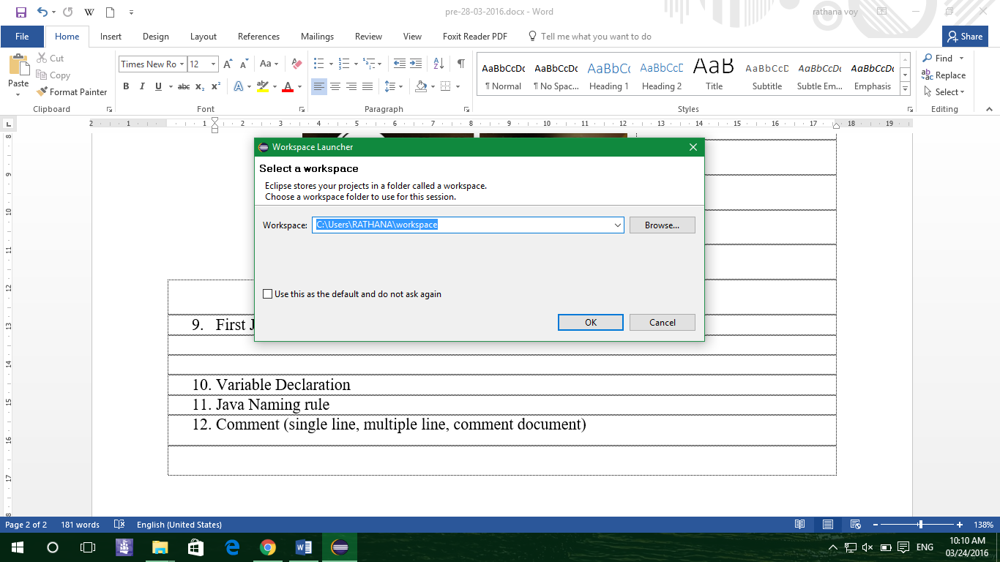 pre-28-03-2016.docx - Word
rathana voy
File Home Insert Design Layout References Mailings Review View Foxit Reader PDF Tell me what you want to do Share
Paste
Cut
Copy
Format Painter
Clipboard
Times New Ro 12
Font
Paragraph
AaBbCcDc AaBbCcDc AaBbCc AaBbCcD AaB AaBbCcD AaBbCcDc AaBbCcDc
¶ Normal ¶ No Spac... Heading 1 Heading 2 Title Subtitle Subtle Em... Emphasis
Styles
Find
Replace
Select
Editing
2 1 1 2 3 4 5 6 7 8 9 10 11 12 13 14 15 16 17 18 19
8
9
10
11
12
13
14
15
16
17
Workspace Launcher
Select a workspace
Eclipse stores your projects in a folder called a workspace.
Choose a workspace folder to use for this session.
Workspace: C:\Users\RATHANA\workspace Browse...
Use this as the default and do not ask again
OK Cancel
9. First J
10. Variable Declaration
11. Java Naming rule
12. Comment (single line, multiple line, comment document)
Page 2 of 2 181 words English (United States) 138%
ENG
10:10 AM
03/24/2016